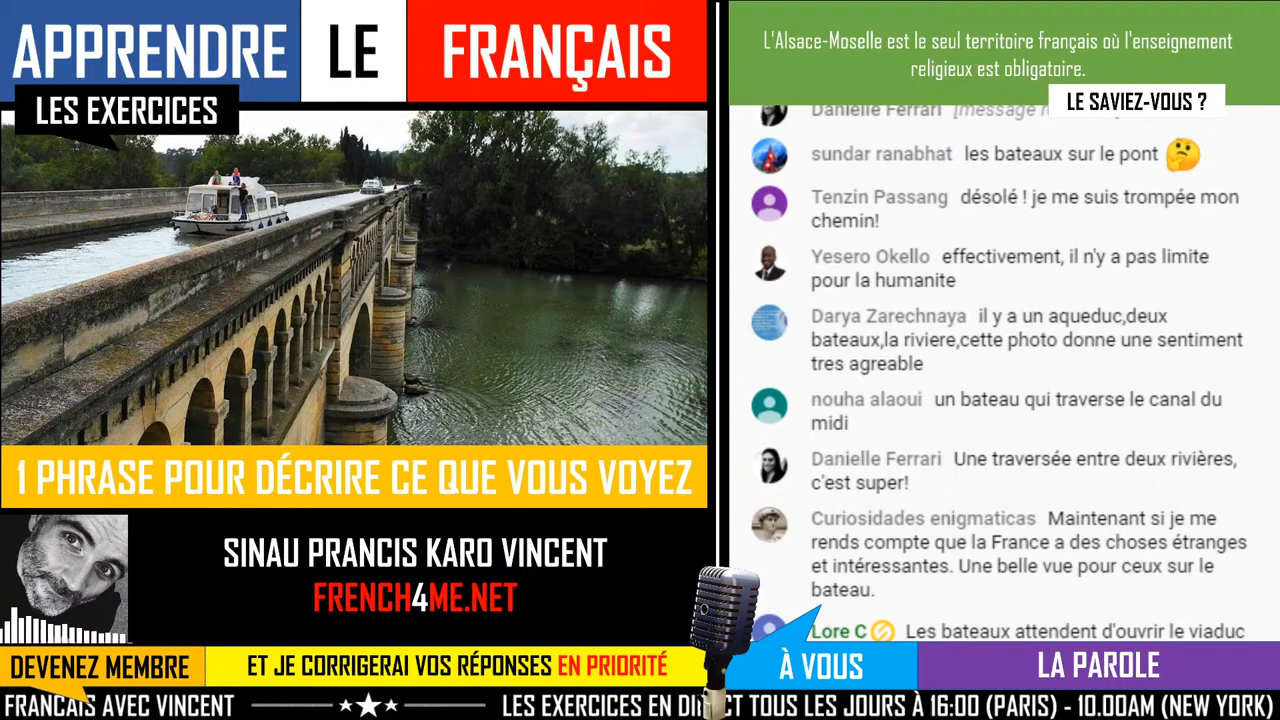 APPRENDRE LE FRANÇAIS
LES EXERCICES
1 PHRASE POUR DÉCRIRE CE QUE VOUS VOYEZ
SINAU PRANCIS KARO VINCENT
FRENCH4ME.NET
DEVENEZ MEMBRE
ET JE CORRIGERAI VOS RÉPONSES EN PRIORITÉ
L'Alsace-Moselle est le seul territoire français où l'enseignement
religieux est obligatoire.
LE SAVIEZ-VOUS ?
Danielle Ferrari [message
sundar ranabhat les bateaux sur le pont 🤔
Tenzin Passang désolé ! je me suis trompée mon
chemin!
Yesero Okello effectivement, il n'y a pas limite
pour la humanite
Darya Zarechnaya il y a un aqueduc,deux
bateaux,la riviere,cette photo donne une sentiment
tres agreable
nouha alaoui un bateau qui traverse le canal du
midi
Danielle Ferrari Une traversée entre deux rivières,
c'est super!
Curiosidades enigmaticas Maintenant si je me
rends compte que la France a des choses étranges
et intéressantes. Une belle vue pour ceux sur le
bateau.
Lore C Les bateaux attendent d'ouvrir le viaduc
À VOUS
LA PAROLE
FRANCAIS AVEC VINCENT
LES EXERCICES EN DIRECT TOUS LES JOURS À 16:00 (PARIS) - 10.00AM (NEW YORK)